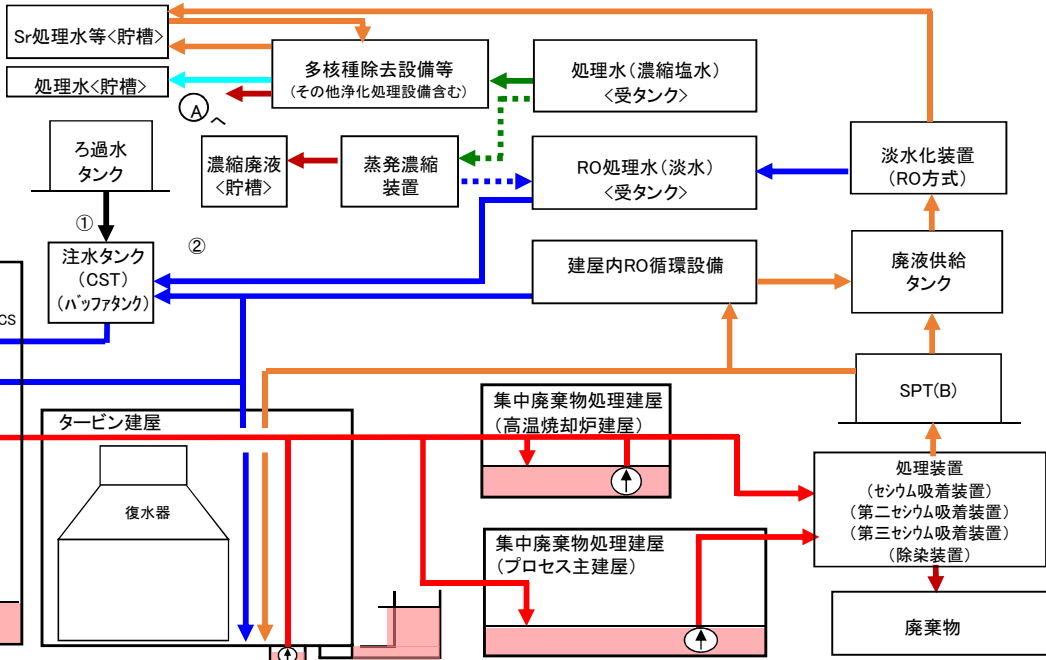 Sr処理水等<貯槽>
処理水<貯槽>
多核種除去設備等
(その他浄化処理設備含む)
処理水(濃縮塩水)
<受タンク>
A へ
ろ過水
タンク
濃縮廃液
<貯槽>
蒸発濃縮
装置
RO処理水(淡水)
<受タンク>
淡水化装置
(RO方式)
①
②
注水タンク
(CST)
(バッファタンク)
建屋内RO循環設備
廃液供給
タンク
CS
SPT(B)
タービン建屋
復水器
集中廃棄物処理建屋
(高温焼却炉建屋)
処理装置
(セシウム吸着装置)
(第二セシウム吸着装置)
(第三セシウム吸着装置)
(除染装置)
集中廃棄物処理建屋
(プロセス主建屋)
廃棄物